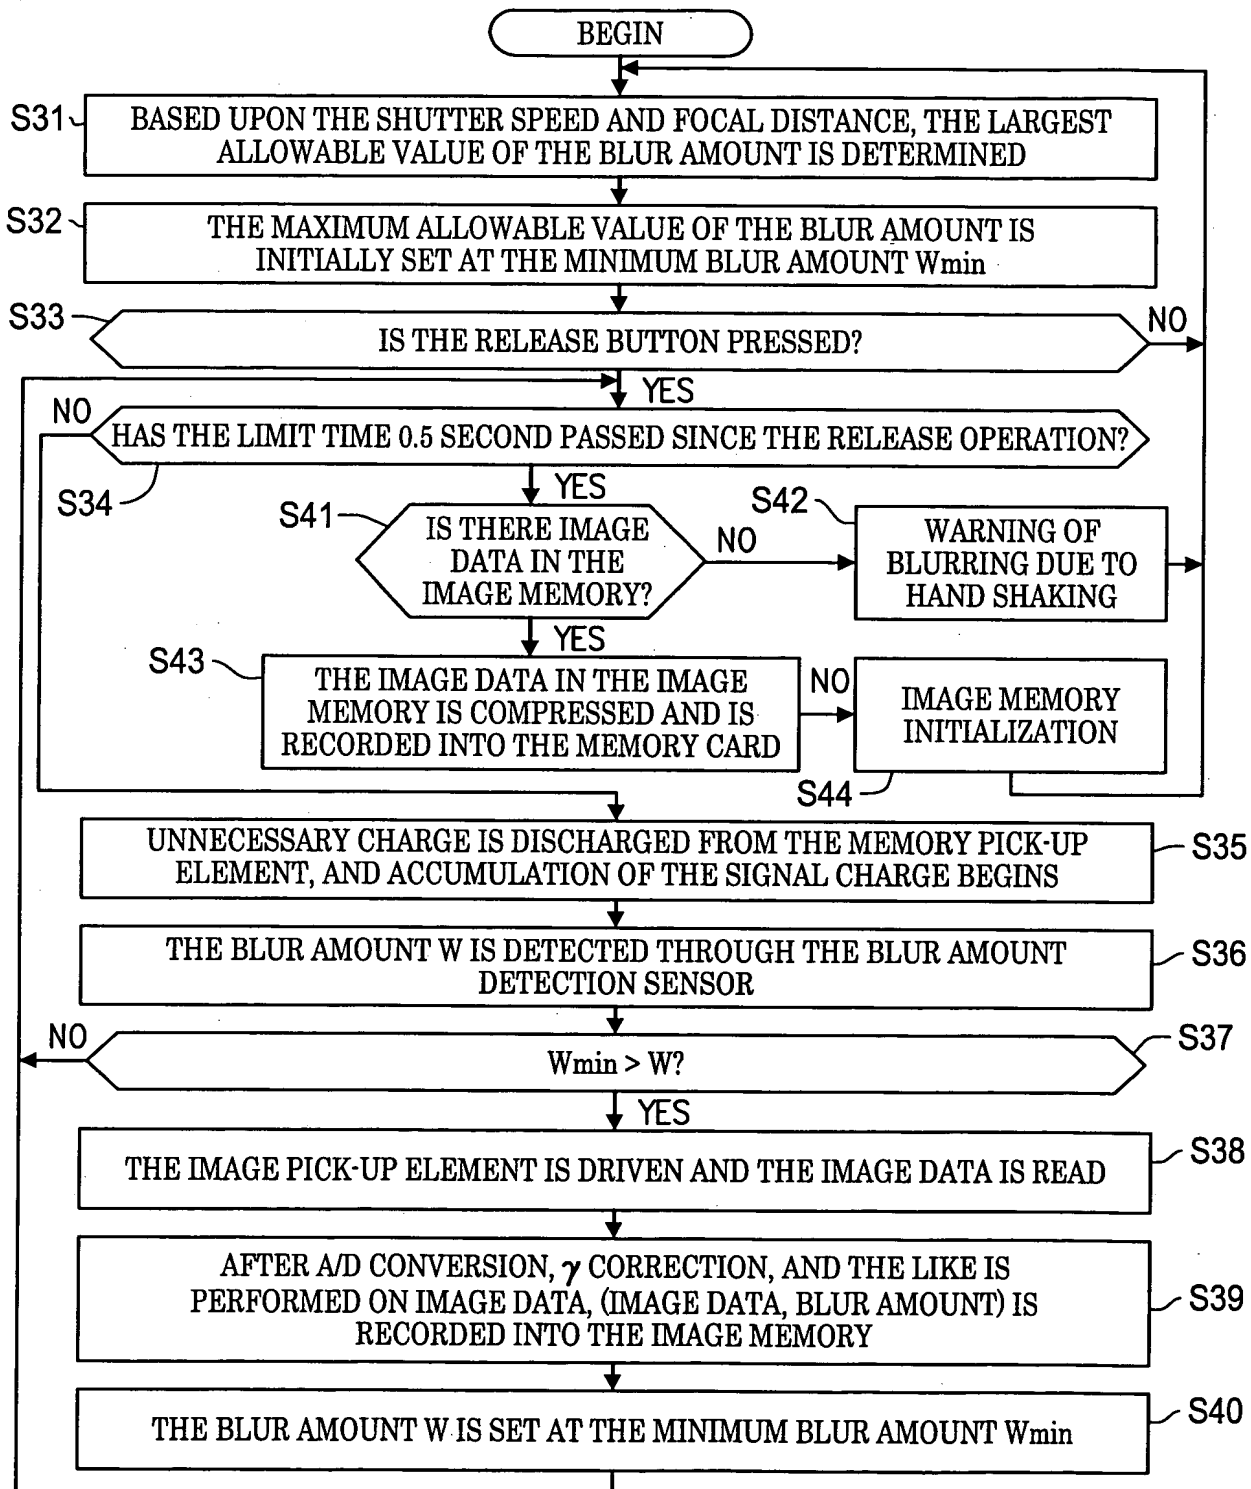 BEGIN
S31
BASED UPON THE SHUTTER SPEED AND FOCAL DISTANCE, THE LARGEST
ALLOWABLE VALUE OF THE BLUR AMOUNT IS DETERMINED
S32
THE MAXIMUM ALLOWABLE VALUE OF THE BLUR AMOUNT IS
INITIALLY SET AT THE MINIMUM BLUR AMOUNT Wmin
S33
IS THE RELEASE BUTTON PRESSED?
NO
YES
NO
HAS THE LIMIT TIME 0.5 SECOND PASSED SINCE THE RELEASE OPERATION?
S34
YES
S41
IS THERE IMAGE
DATA IN THE
IMAGE MEMORY?
NO
S42
WARNING OF
BLURRING DUE TO
HAND SHAKING
YES
S43
THE IMAGE DATA IN THE IMAGE
MEMORY IS COMPRESSED AND IS
RECORDED INTO THE MEMORY CARD
NO
IMAGE MEMORY
INITIALIZATION
S44
UNNECESSARY CHARGE IS DISCHARGED FROM THE MEMORY PICK-UP
ELEMENT, AND ACCUMULATION OF THE SIGNAL CHARGE BEGINS
S35
THE BLUR AMOUNT W IS DETECTED THROUGH THE BLUR AMOUNT
DETECTION SENSOR
S36
NO
Wmin > W?
S37
YES
THE IMAGE PICK-UP ELEMENT IS DRIVEN AND THE IMAGE DATA IS READ
S38
AFTER A/D CONVERSION, γ CORRECTION, AND THE LIKE IS
PERFORMED ON IMAGE DATA, (IMAGE DATA, BLUR AMOUNT) IS
RECORDED INTO THE IMAGE MEMORY
S39
THE BLUR AMOUNT W IS SET AT THE MINIMUM BLUR AMOUNT Wmin
S40